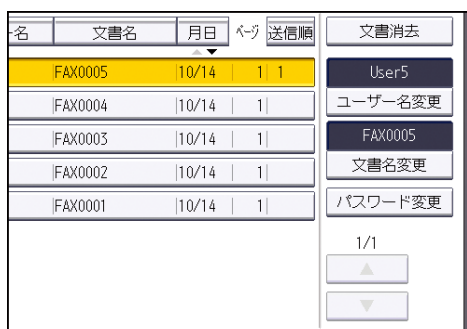 名 文書名 月日 ページ 送信順
FAX0005 10/14 1 1
FAX0004 10/14 1
FAX0003 10/14 1
FAX0002 10/14 1
FAX0001 10/14 1
文書消去
User5
ユーザー名変更
FAX0005
文書名変更
パスワード変更
1/1